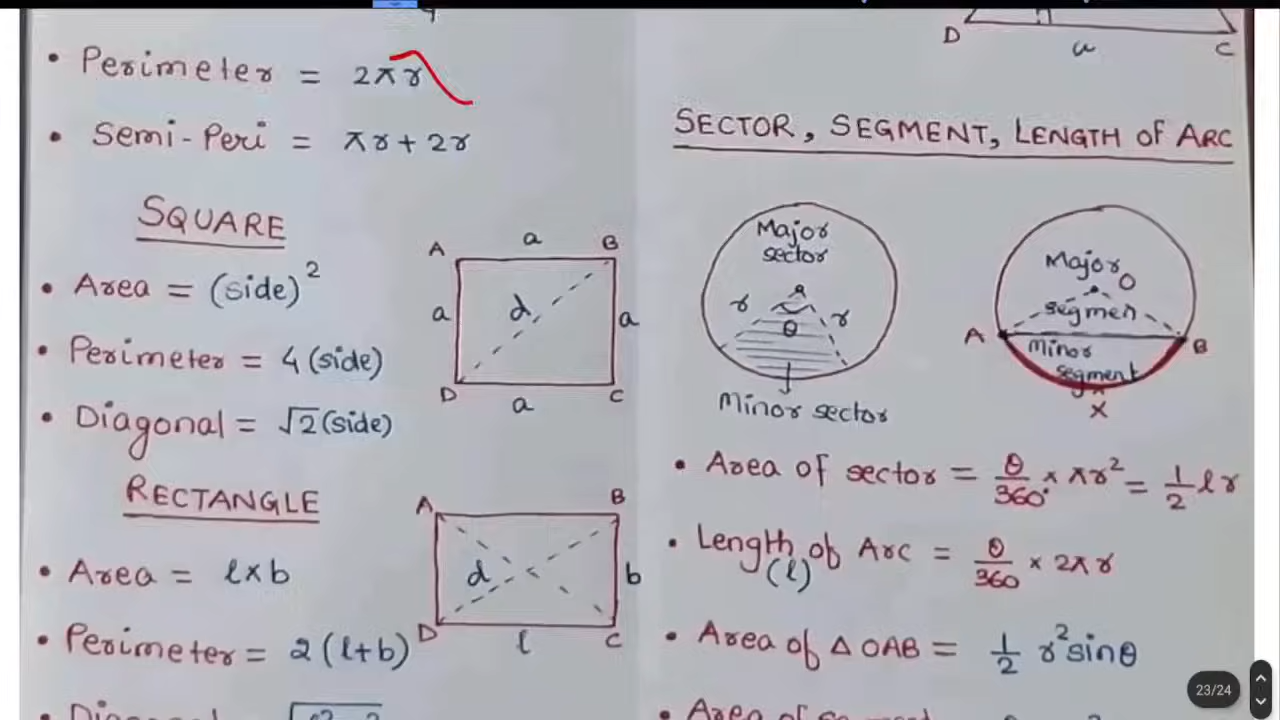 • Perimeter = 2πr
• Semi-Peri = πr + 2r
SQUARE
• Area = (side)²
• Perimeter = 4(side)
• Diagonal = √2(side)
A a B
a d a
D a C
RECTANGLE
• Area = l×b
• Perimeter = 2(l+b)
A B
d b
D l C
D a C
SECTOR, SEGMENT, LENGTH of ARC
Major
sector
r θ r
Minor sector
Major O
segmen
A B
Minor
segment
X
• Area of sector = θ/360° × πr² = 1/2 lr
• Length of Arc = θ/360 × 2πr
(l)
• Area of △OAB = 1/2 r²sinθ
23/24